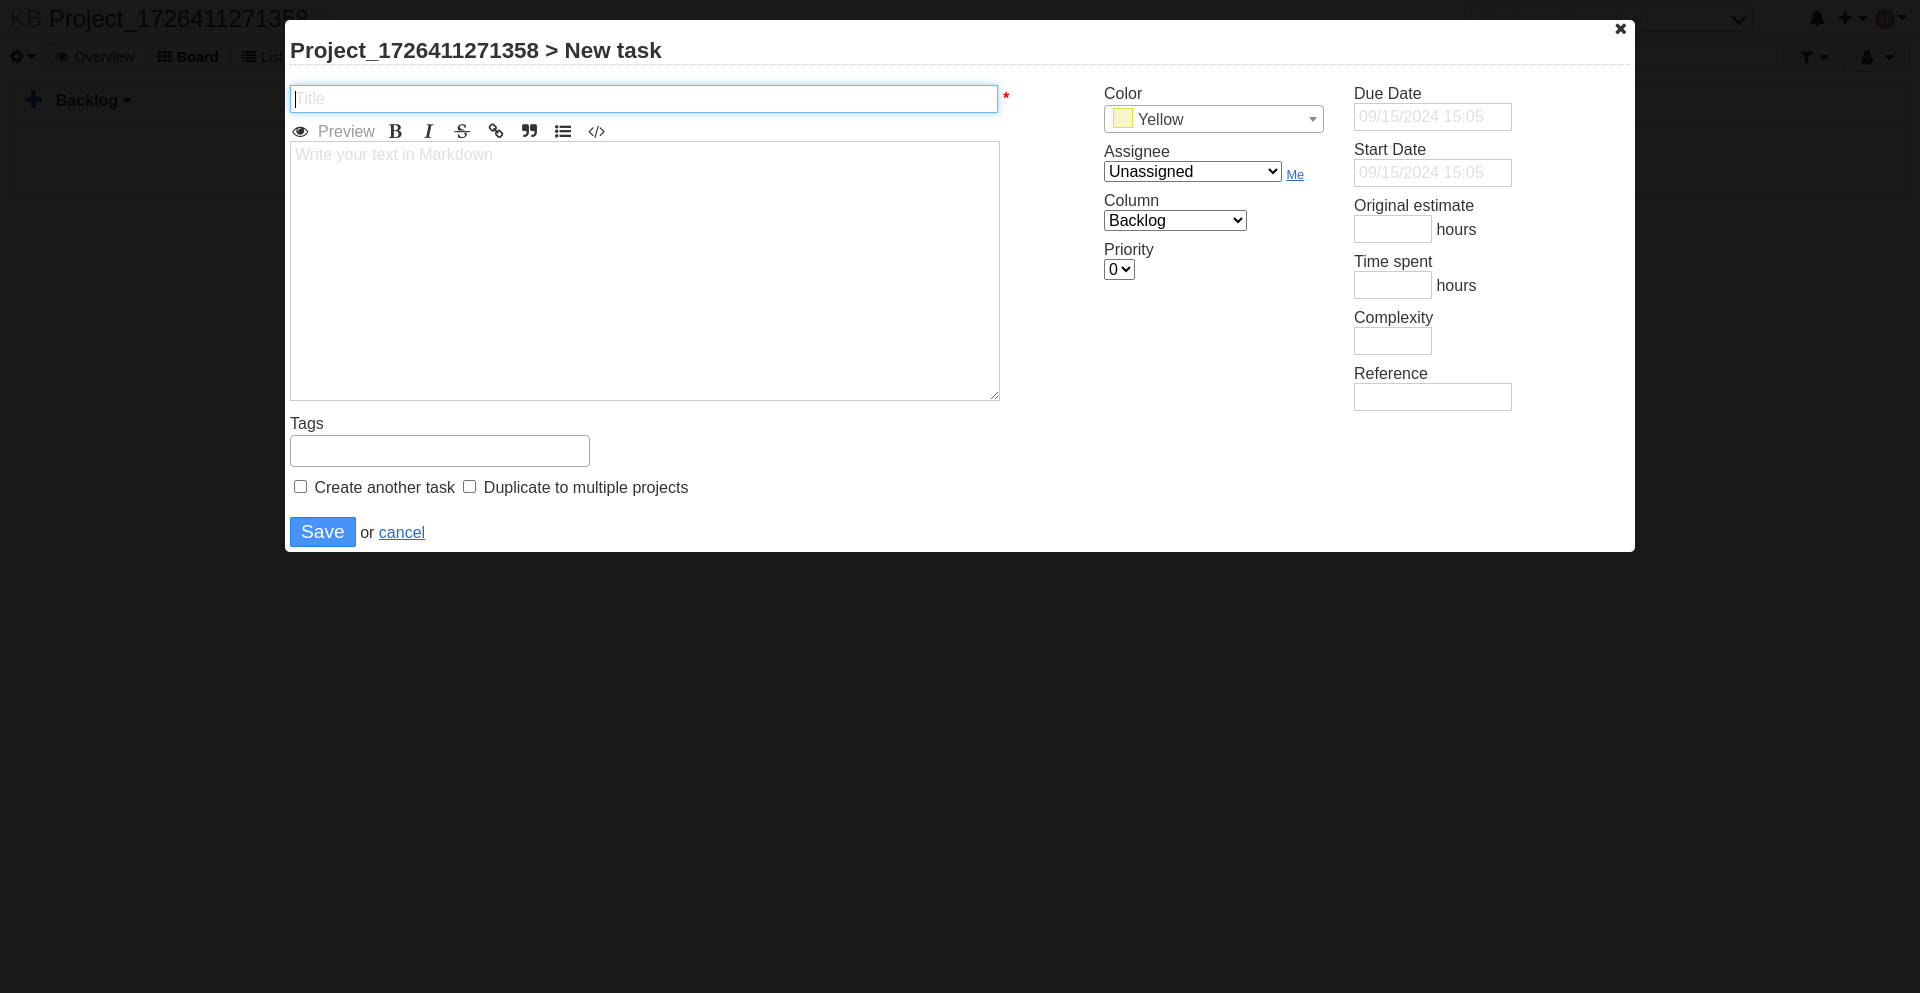 KB Project_1726411271358
Overview
Board
List
Backlog
Project_1726411271358 > New task
Title
*
Preview
Write your text in Markdown
Tags
Create another task
Duplicate to multiple projects
Save or cancel
Color
Yellow
Assignee
Unassigned
Me
Column
Backlog
Priority
0
Due Date
09/15/2024 15:05
Start Date
09/15/2024 15:05
Original estimate
hours
Time spent
hours
Complexity
Reference